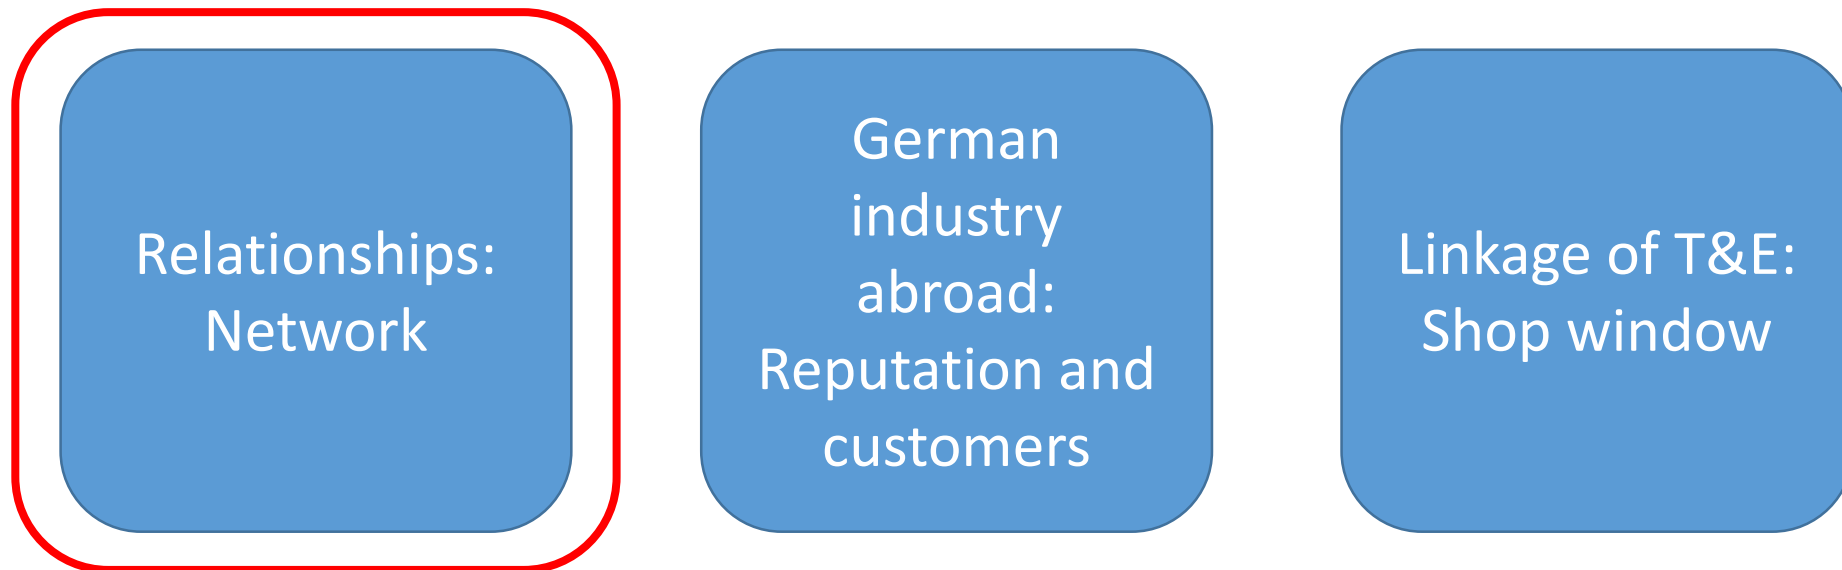 Relationships:
Network
German
industry
abroad:
Reputation and
customers
Linkage of T&E:
Shop window